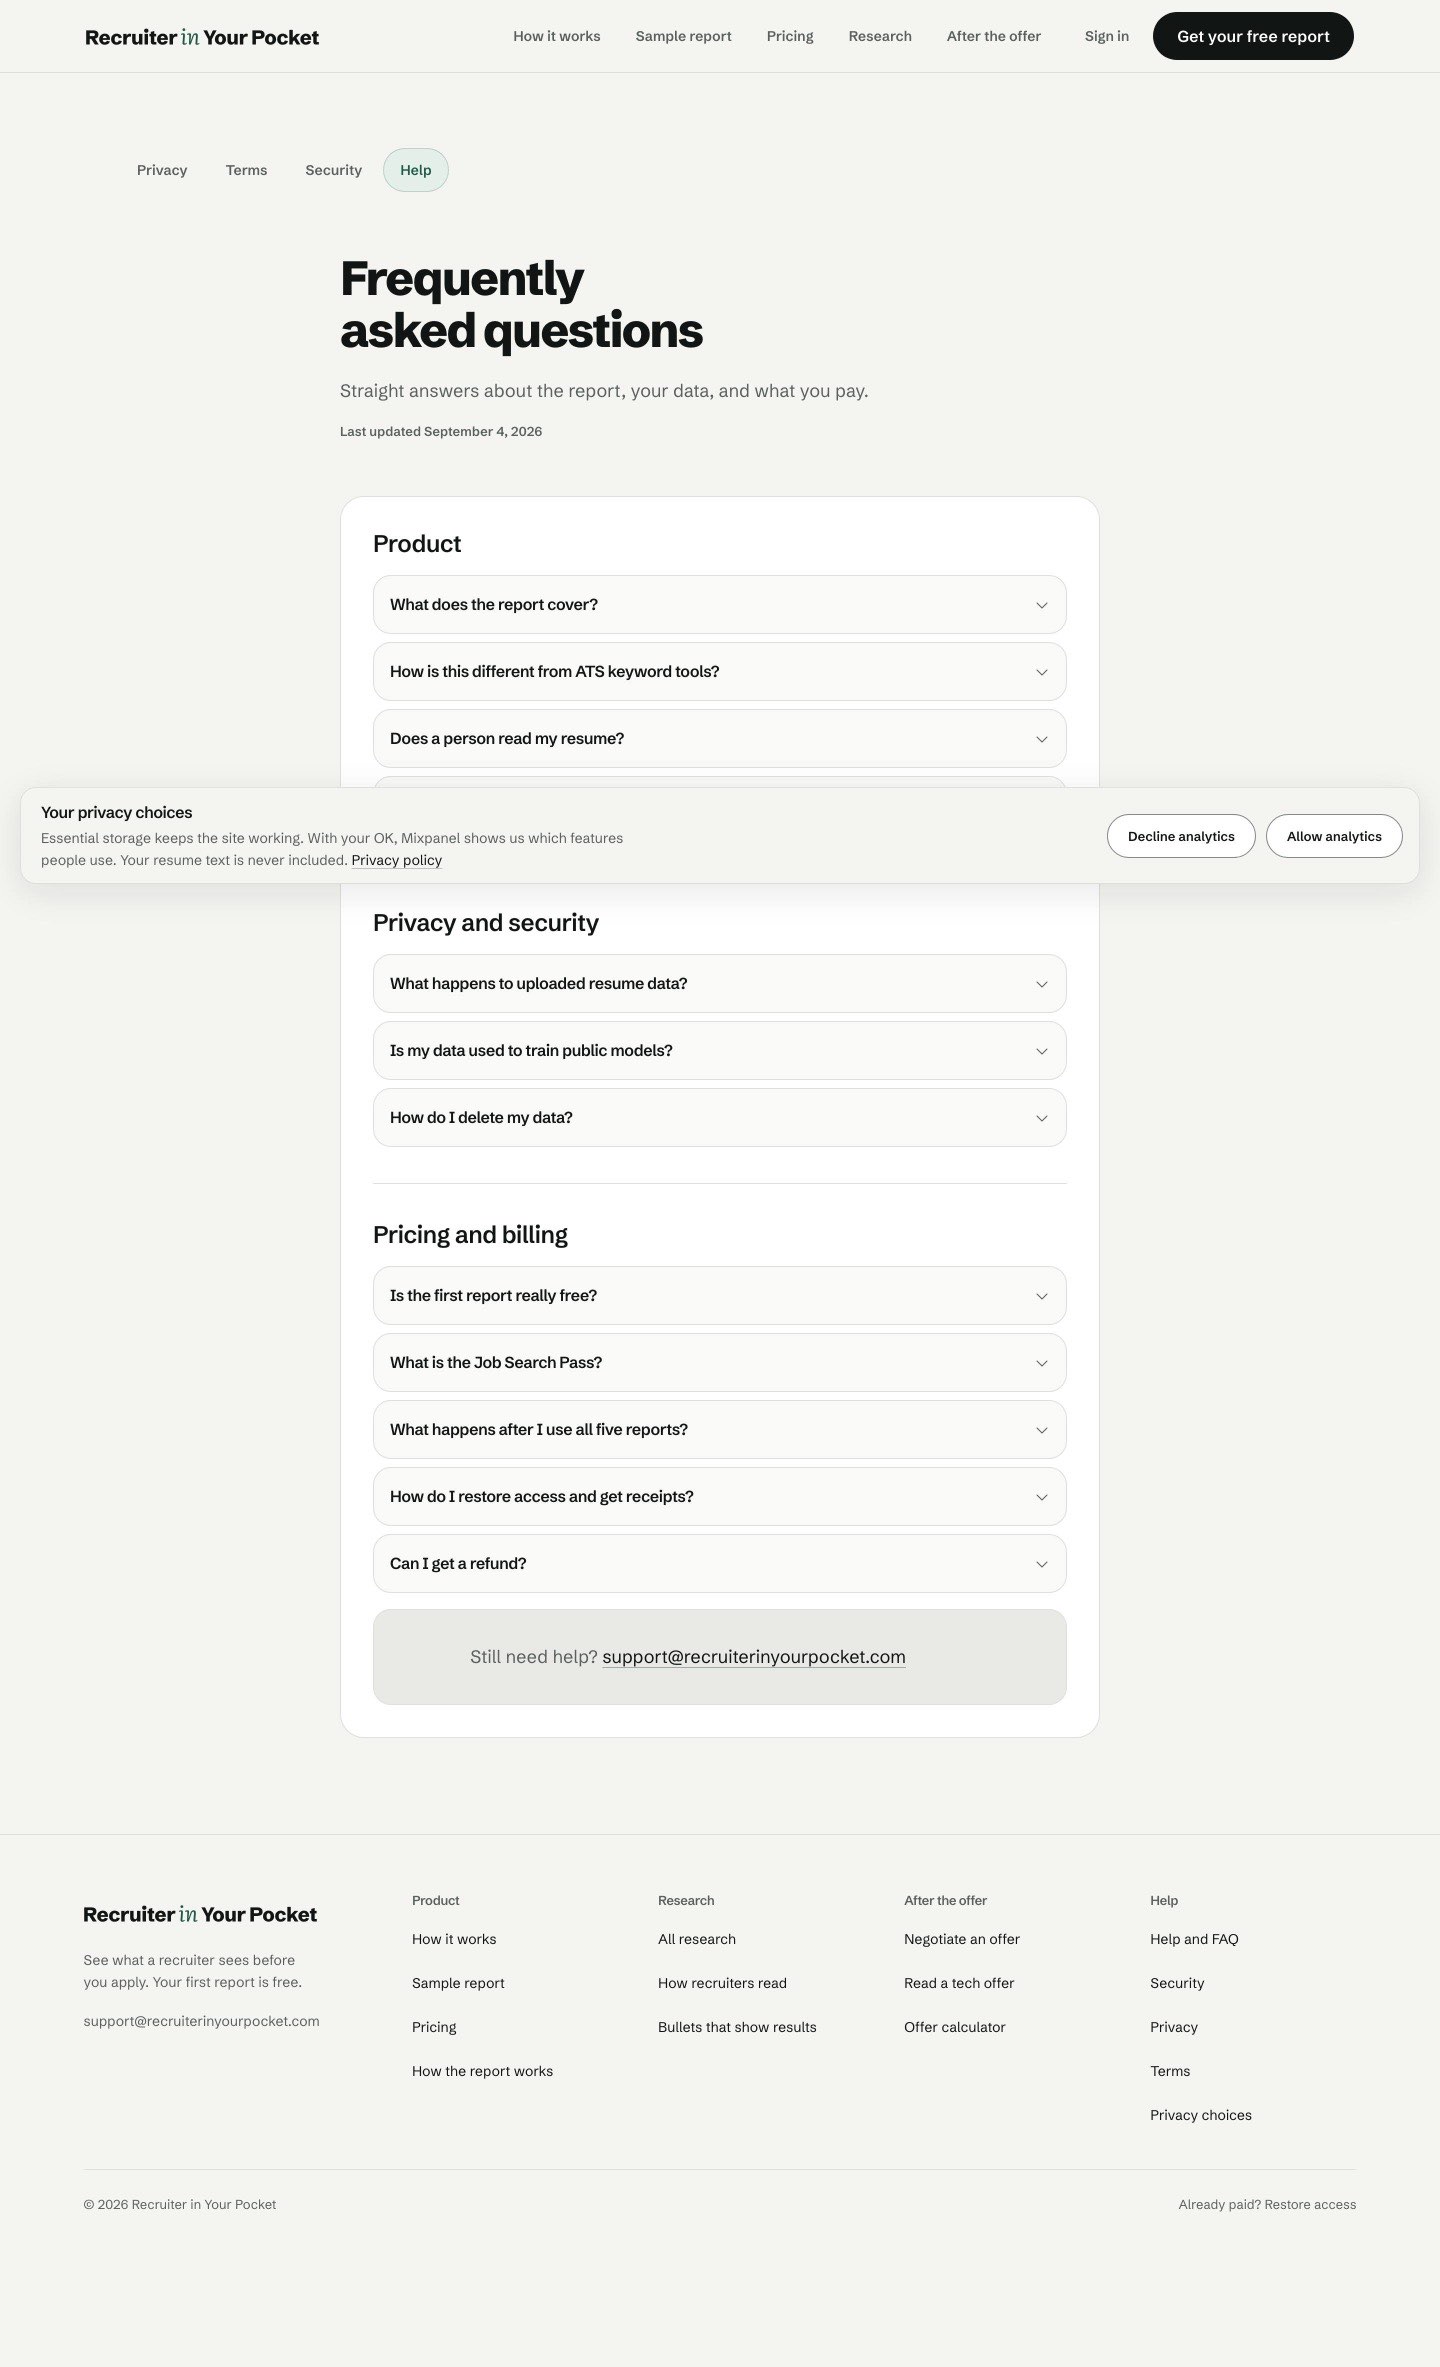 Recruiter in Your Pocket
How it works
Sample report
Pricing
Research
After the offer
Sign in
Get your free report
Privacy
Terms
Security
Help
Frequently
asked questions
Straight answers about the report, your data, and what you pay.
Last updated September 4, 2026
Product
What does the report cover?
How is this different from ATS keyword tools?
Does a person read my resume?
Your privacy choices
Essential storage keeps the site working. With your OK, Mixpanel shows us which features
people use. Your resume text is never included. Privacy policy
Decline analytics
Allow analytics
Privacy and security
What happens to uploaded resume data?
Is my data used to train public models?
How do I delete my data?
Pricing and billing
Is the first report really free?
What is the Job Search Pass?
What happens after I use all five reports?
How do I restore access and get receipts?
Can I get a refund?
Still need help? support@recruiterinyourpocket.com
Recruiter in Your Pocket
See what a recruiter sees before
you apply. Your first report is free.
support@recruiterinyourpocket.com
Product
How it works
Sample report
Pricing
How the report works
Research
All research
How recruiters read
Bullets that show results
After the offer
Negotiate an offer
Read a tech offer
Offer calculator
Help
Help and FAQ
Security
Privacy
Terms
Privacy choices
© 2026 Recruiter in Your Pocket
Already paid? Restore access